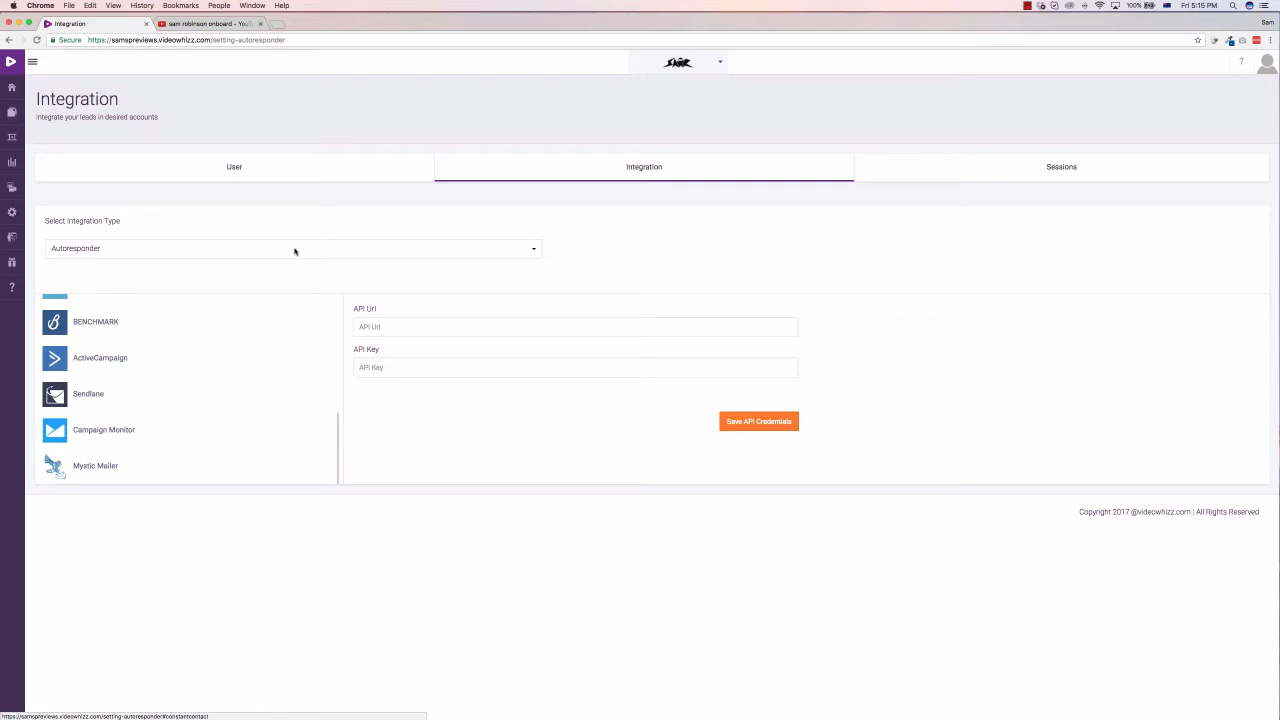 Chrome File Edit View History Bookmarks People Window Help
100% Fri 5:15 PM
Integration
sam robinson onboard - YouTu
Sam
Secure https://samspreviews.videowhizz.com/setting-autoresponder
?
Integration
Integrate your leads in desired accounts
User Integration Sessions
Select Integration Type
Autoresponder
?
API Url
BENCHMARK
API Url
API Key
ActiveCampaign
API Key
Sendlane
Save API Credentials
Campaign Monitor
Mystic Mailer
Copyright 2017 @videowhizz.com | All Rights Reserved
https://samspreviews.videowhizz.com/setting-autoresponder#constantcontact